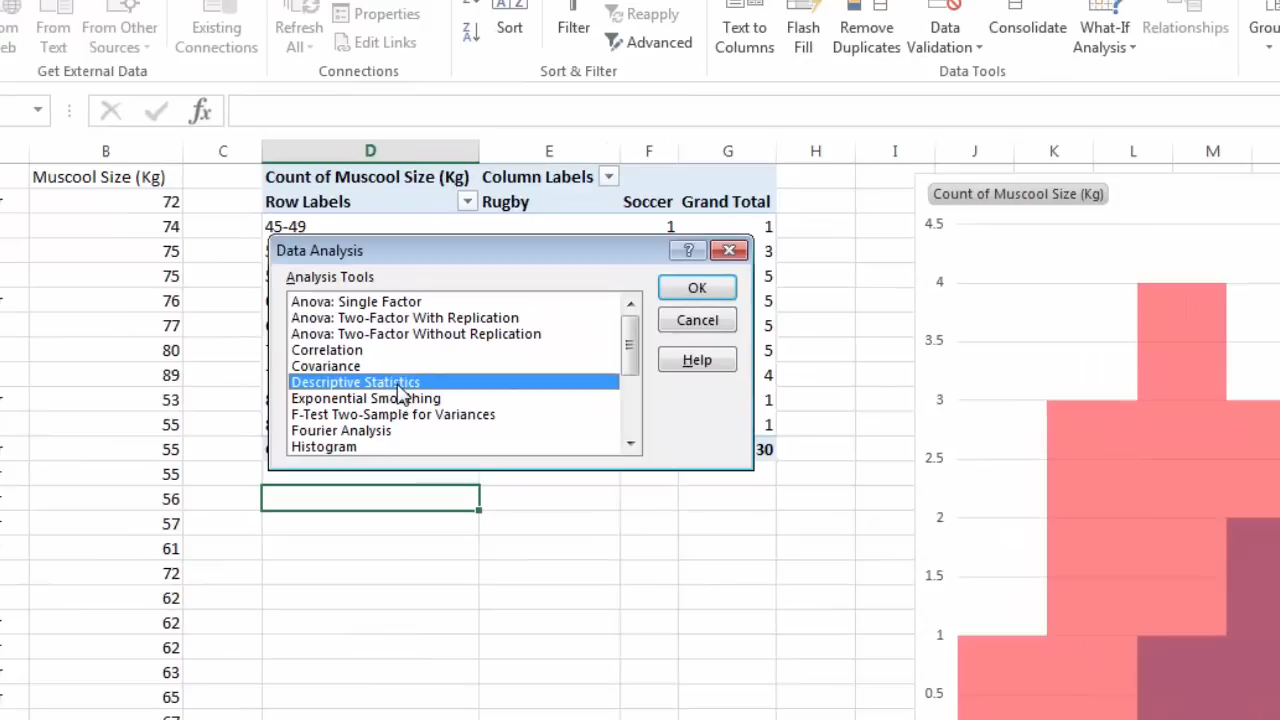 From Text
From Other Sources
Existing Connections
Refresh All
Properties
Edit Links
Sort
Filter
Reapply
Advanced
Text to Columns
Flash Fill
Remove Duplicates
Data Validation
Consolidate
What-If Analysis
Relationships
Get External Data
Connections
Sort & Filter
Data Tools
fx
B C D E F G H I J K L M
Muscool Size (Kg) Count of Muscool Size (Kg) Column Labels
72 Row Labels Rugby Soccer Grand Total
74 45-49 1 1
75 3
75 5
76 5
77 5
80 5
89 4
53 1
55 1
55 30
55
56
57
61
72
62
62
62
63
65
Data Analysis
Analysis Tools
Anova: Single Factor
Anova: Two-Factor With Replication
Anova: Two-Factor Without Replication
Correlation
Covariance
Descriptive Statistics
Exponential Smoothing
F-Test Two-Sample for Variances
Fourier Analysis
Histogram
OK
Cancel
Help
Count of Muscool Size (Kg)
4.5
4
3.5
3
2.5
2
1.5
1
0.5